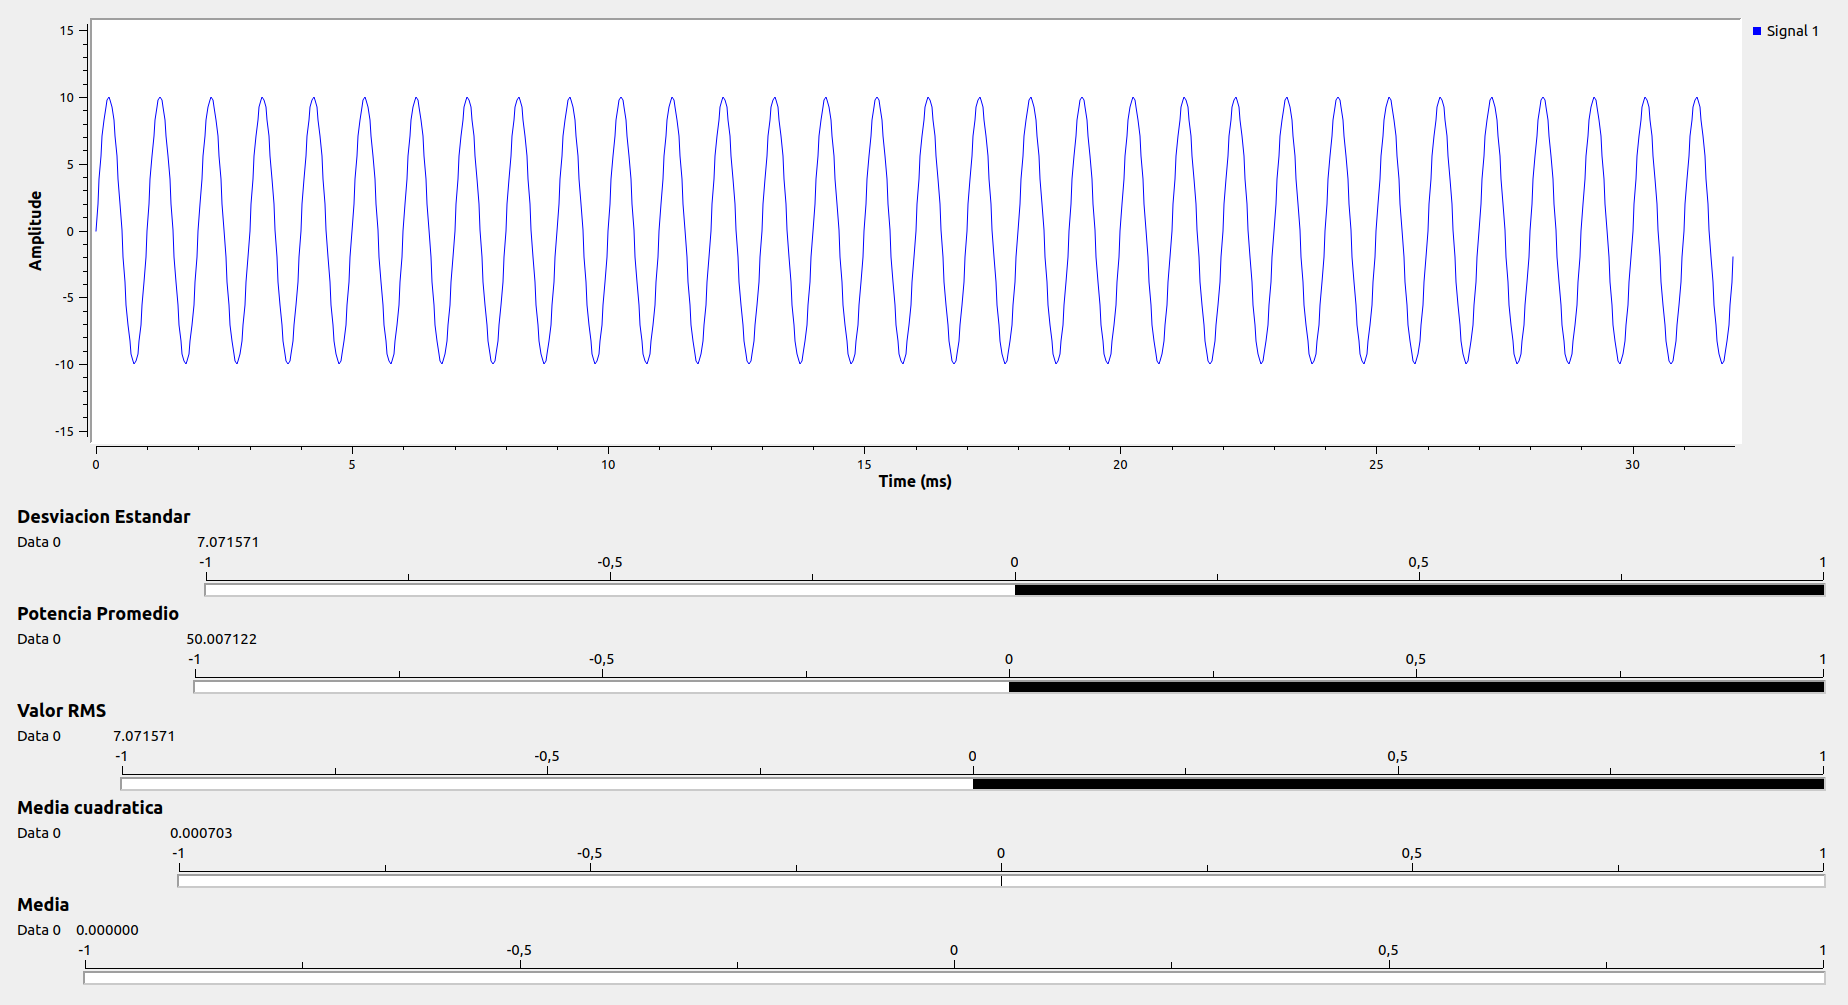 Signal 1
15
10
5
0
-5
-10
-15
Amplitude
0 5 10 15 20 25 30
Time (ms)
Desviacion Estandar
Data 0 7.071571
-1 -0,5 0 0,5 1
Potencia Promedio
Data 0 50.007122
-1 -0,5 0 0,5 1
Valor RMS
Data 0 7.071571
-1 -0,5 0 0,5 1
Media cuadratica
Data 0 0.000703
-1 -0,5 0 0,5 1
Media
Data 0 0.000000
-1 -0,5 0 0,5 1